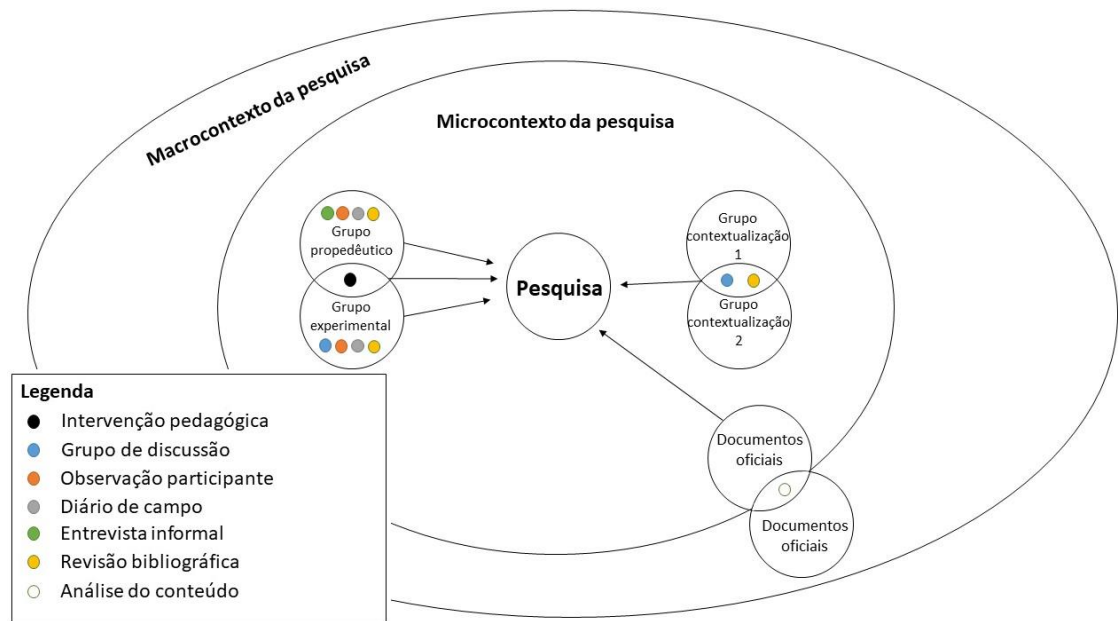 Macrocontexto da pesquisa
Microcontexto da pesquisa
Grupo
propedêutico
Grupo
experimental
Pesquisa
Grupo
contextualização
1
Grupo
contextualização
2
Documentos
oficiais
Documentos
oficiais
Legenda
Intervenção pedagógica
Grupo de discussão
Observação participante
Diário de campo
Entrevista informal
Revisão bibliográfica
Análise do conteúdo